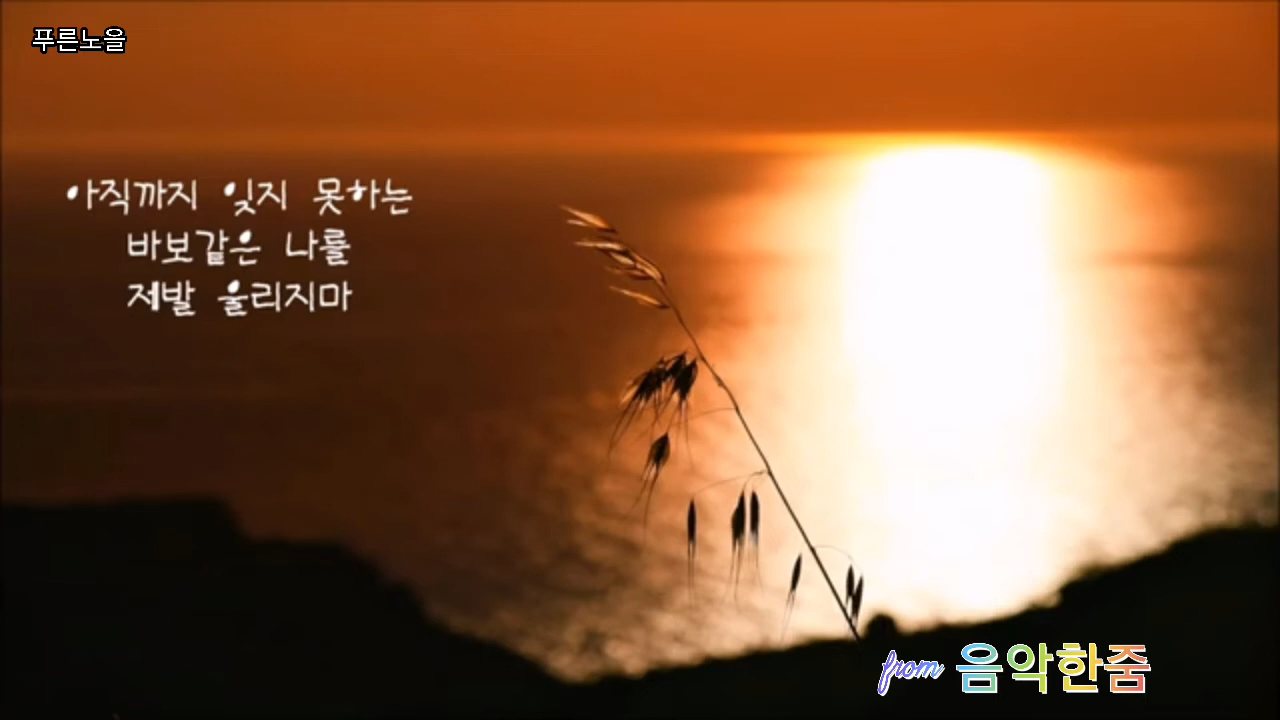 푸른노을
아직까지 잊지 못하는
바보같은 나를
제발 울리지마
from 음악한줌